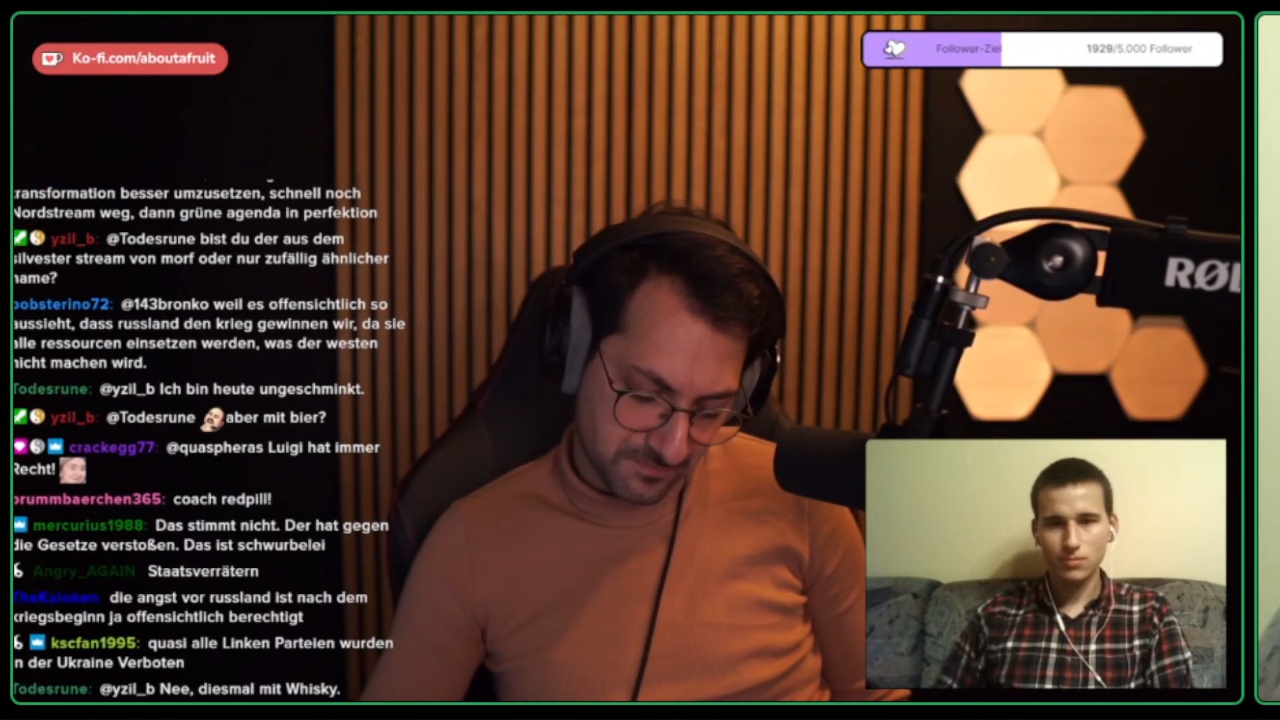 Ko-fi.com/aboutafruit
Follower-Ziel
1929/5.000 Follower
transformation besser umzusetzen, schnell noch
Nordstream weg, dann grüne agenda in perfektion
yzil_b: @Todesrune bist du der aus dem
silvester stream von morf oder nur zufällig ähnlicher
name?
bobsterino72: @143bronko weil es offensichtlich so
aussieht, dass russland den krieg gewinnen wir, da sie
alle ressourcen einsetzen werden, was der westen
nicht machen wird.
Todesrune: @yzil_b Ich bin heute ungeschminkt.
yzil_b: @Todesrune aber mit bier?
crackegg77: @quaspheras Luigi hat immer
Recht!
brummbaerchen365: coach redpill!
mercurius1988: Das stimmt nicht. Der hat gegen
die Gesetze verstoßen. Das ist schwurbelei
Angry_AGAIN: Staatsverrätern
die angst vor russland ist nach dem
kriegsbeginn ja offensichtlich berechtigt
kscfan1995: quasi alle Linken Parteien wurden
in der Ukraine Verboten
Todesrune: @yzil_b Nee, diesmal mit Whisky.
RØD